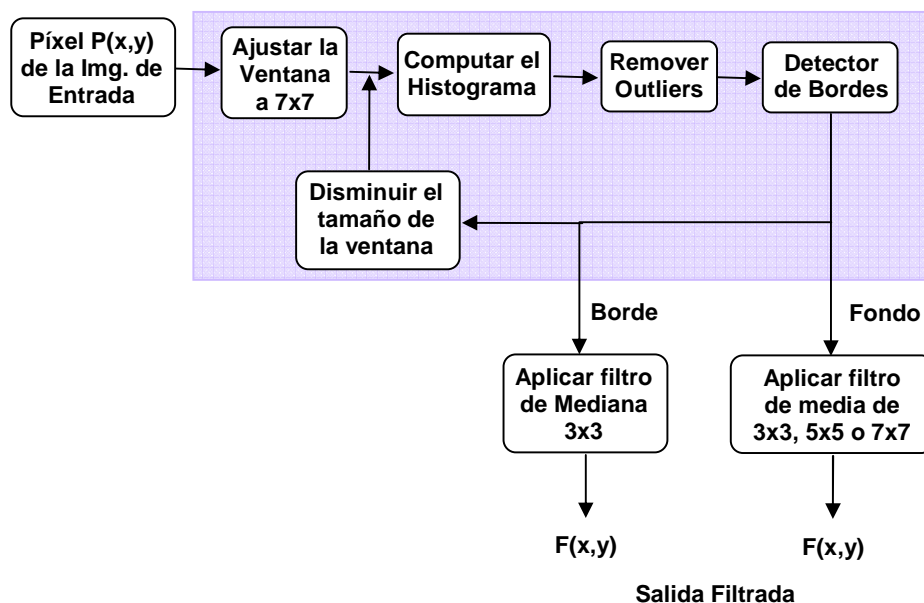 Píxel P(x,y)
de la Img. de
Entrada
Ajustar la
Ventana
a 7x7
Computar el
Histograma
Remover
Outliers
Detector
de Bordes
Disminuir el
tamaño de
la ventana
Borde
Fondo
Aplicar filtro
de Mediana
3x3
Aplicar filtro
de media de
3x3, 5x5 o 7x7
F(x,y)
F(x,y)
Salida Filtrada